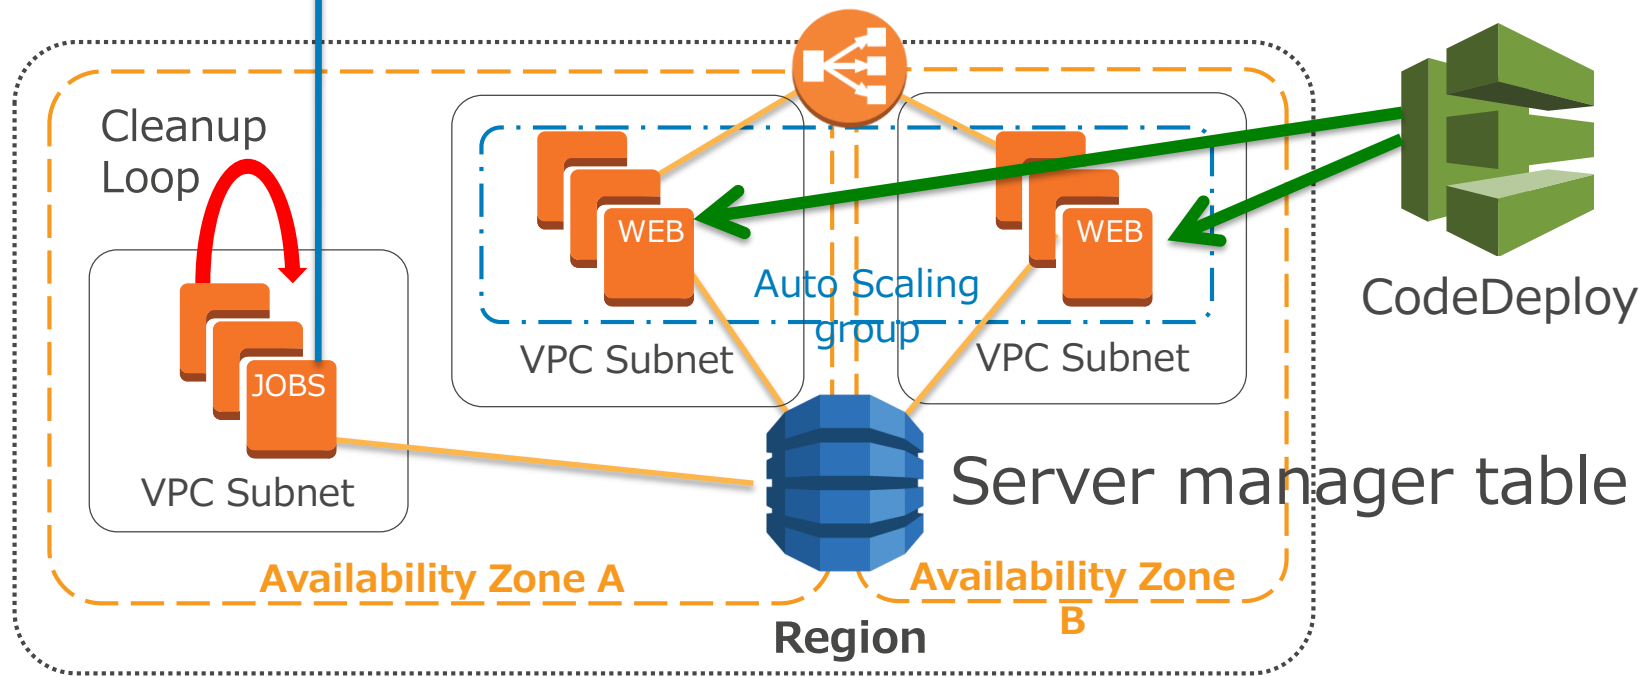 Cleanup
Loop
WEB
WEB
Auto Scaling
group
CodeDeploy
VPC Subnet
VPC Subnet
JOBS
VPC Subnet
Server manager table
Availability Zone A
Availability Zone
B
Region